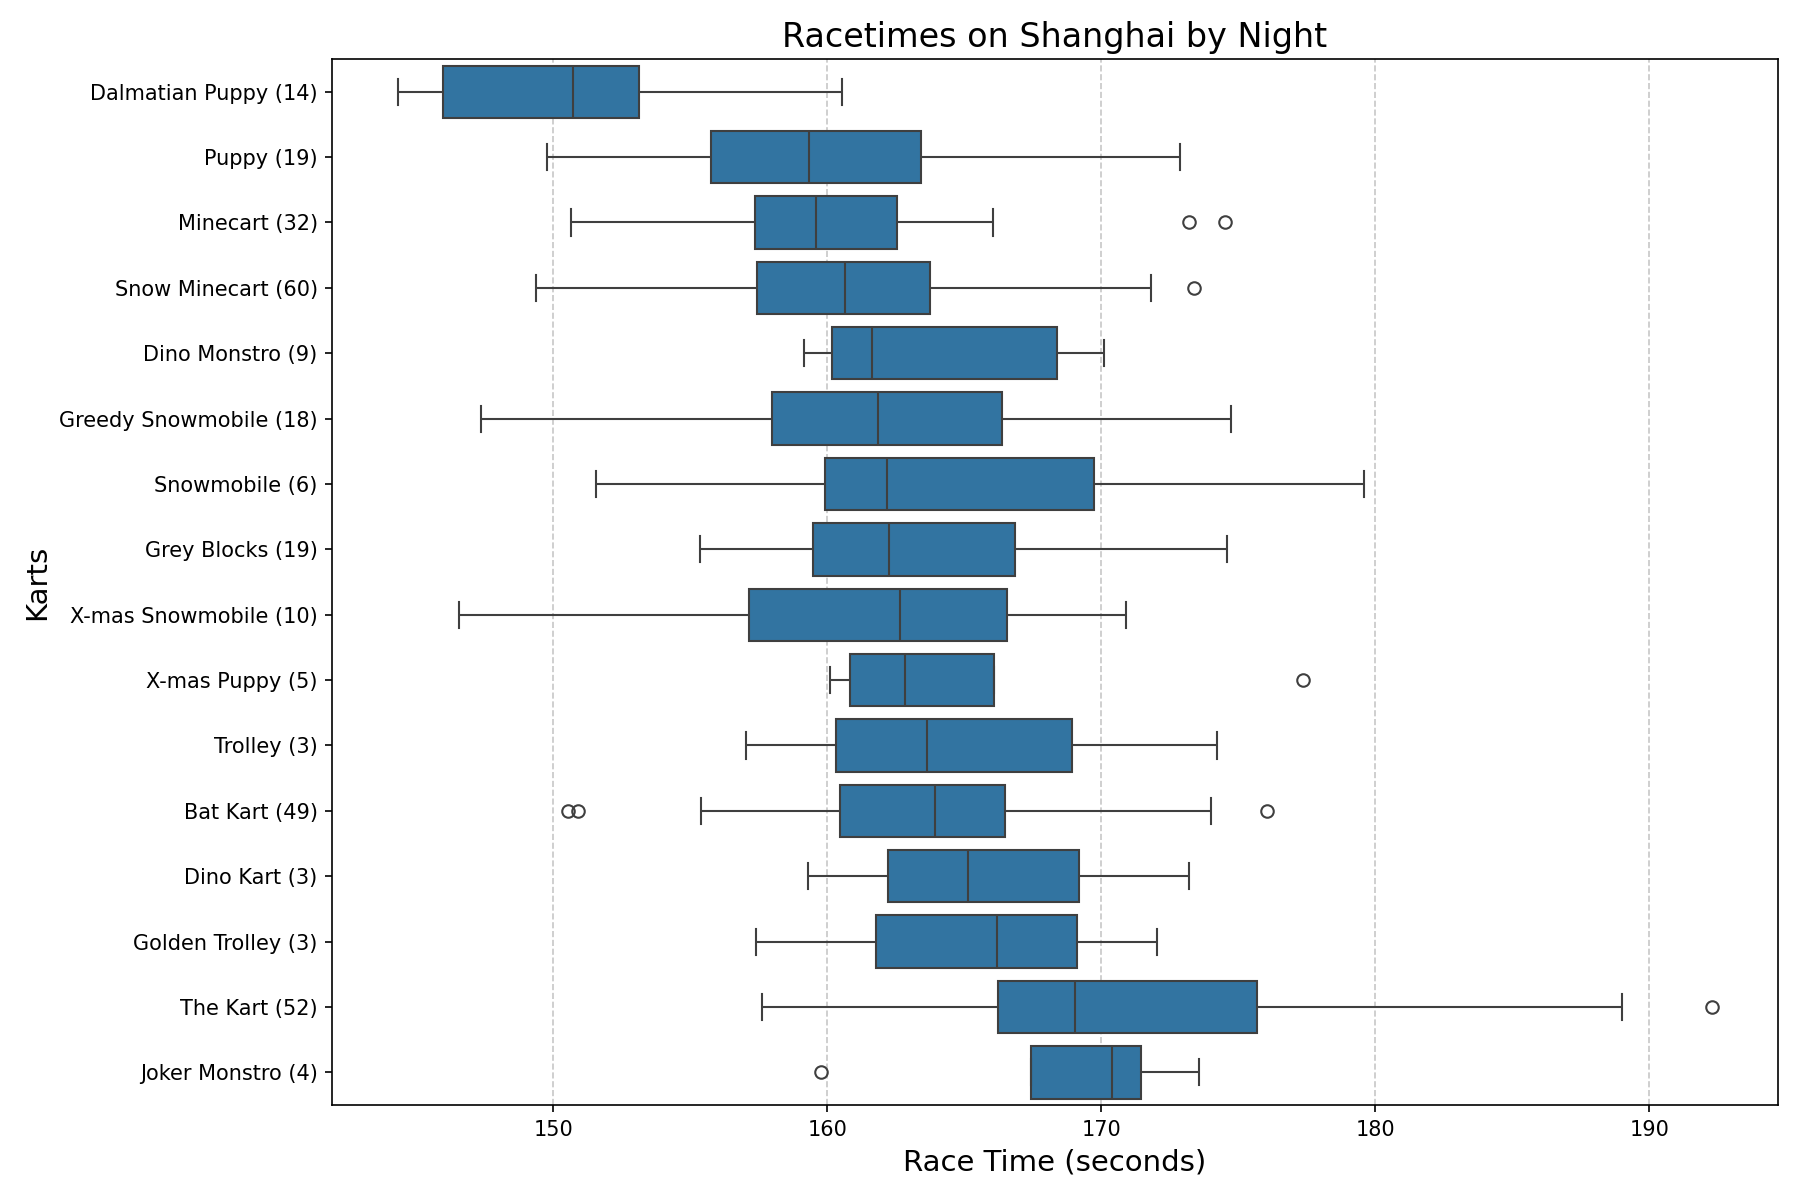 Racetimes on Shanghai by Night
Dalmatian Puppy (14)
Puppy (19)
Minecart (32)
Snow Minecart (60)
Dino Monstro (9)
Greedy Snowmobile (18)
Snowmobile (6)
Grey Blocks (19)
X-mas Snowmobile (10)
X-mas Puppy (5)
Trolley (3)
Bat Kart (49)
Dino Kart (3)
Golden Trolley (3)
The Kart (52)
Joker Monstro (4)
Karts
150 160 170 180 190
Race Time (seconds)